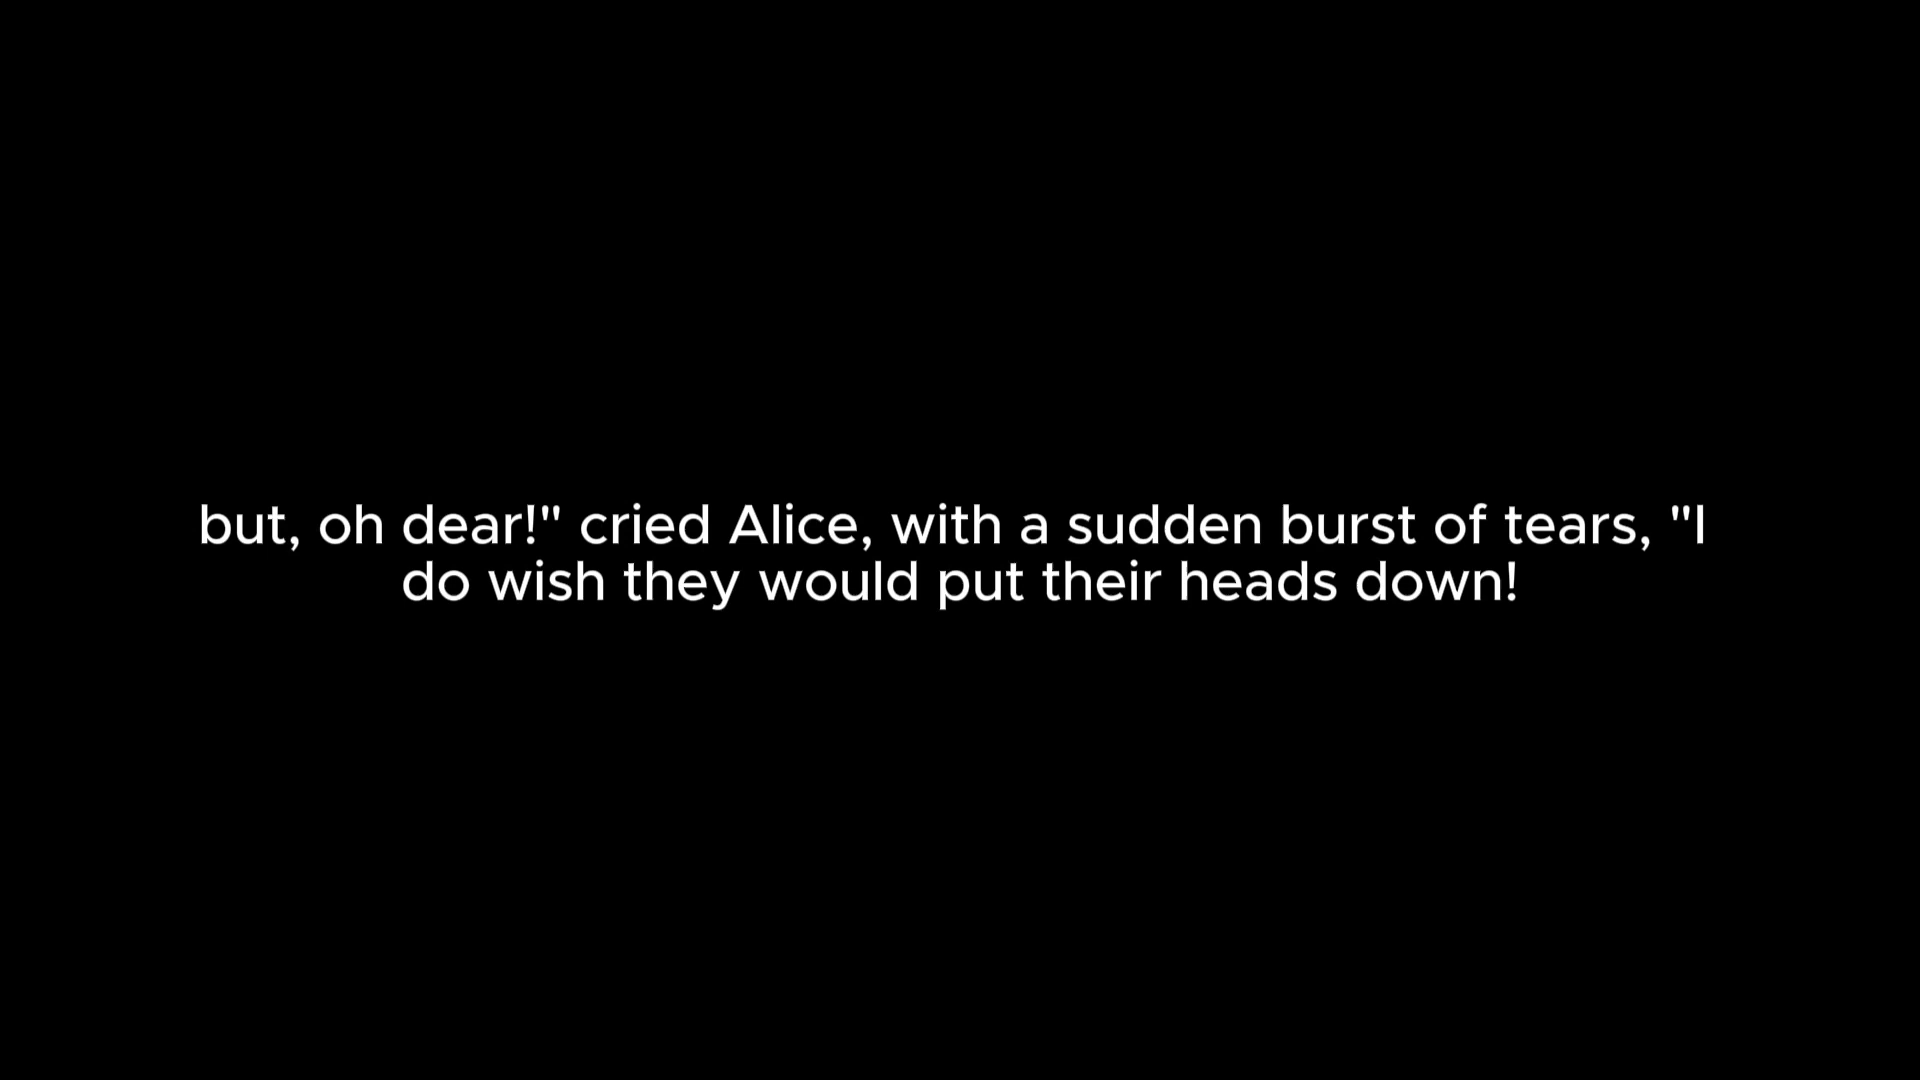 but, oh dear!" cried Alice, with a sudden burst of tears, "I
do wish they would put their heads down!